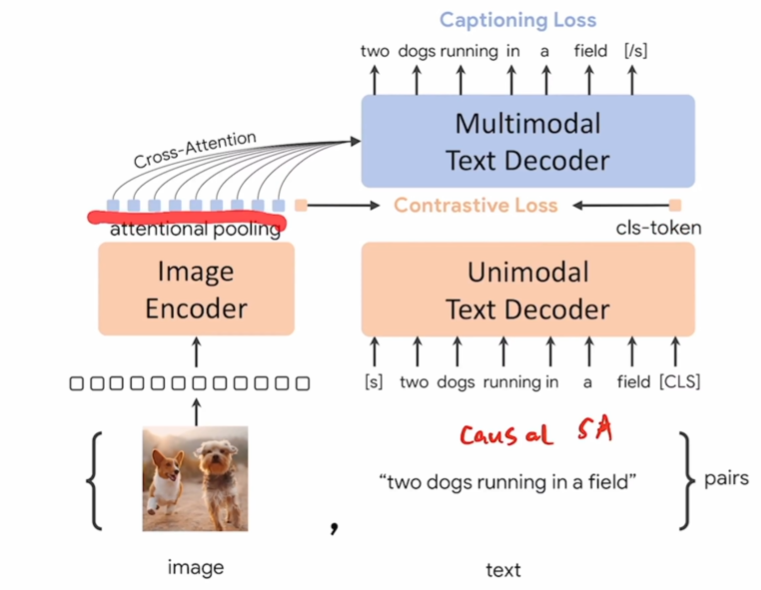 Captioning Loss
two dogs running in a field [/s]
Multimodal
Text Decoder
Cross-Attention
Contrastive Loss
attentional pooling
cls-token
Image
Encoder
Unimodal
Text Decoder
[s] two dogs running in a field [CLS]
Causal SA
“two dogs running in a field”
pairs
,
image
text